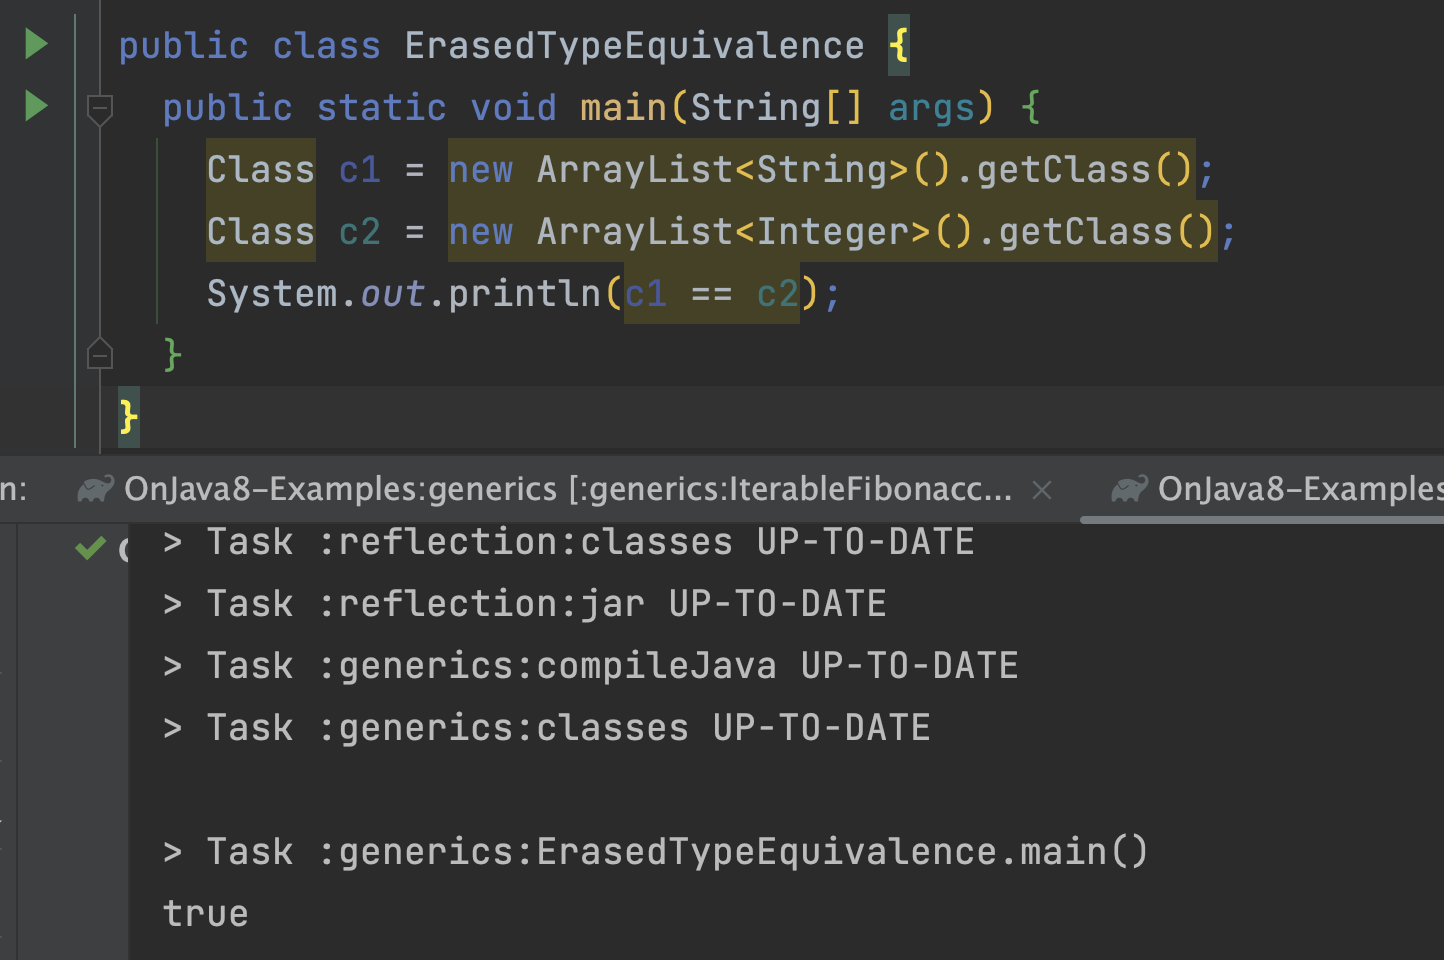 public class ErasedTypeEquivalence {
public static void main(String[] args) {
Class c1 = new ArrayList<String>().getClass();
Class c2 = new ArrayList<Integer>().getClass();
System.out.println(c1 == c2);
}
}
n: OnJava8-Examples:generics [:generics:IterableFibonacc... × OnJava8-Examples
> Task :reflection:classes UP-TO-DATE
> Task :reflection:jar UP-TO-DATE
> Task :generics:compileJava UP-TO-DATE
> Task :generics:classes UP-TO-DATE
> Task :generics:ErasedTypeEquivalence.main()
true